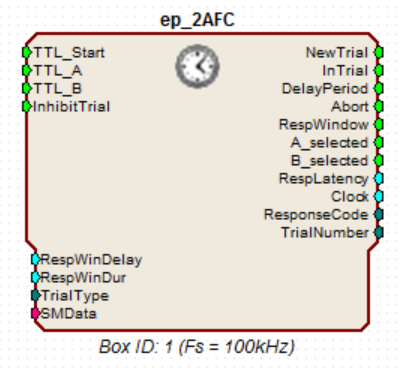 ep_2AFC
TTL_Start
TTL_A
TTL_B
InhibitTrial
NewTrial
InTrial
DelayPeriod
Abort
RespWindow
A_selected
B_selected
RespLatency
Clock
ResponseCode
TrialNumber
RespWinDelay
RespWinDur
TrialType
SMData
Box ID: 1 (Fs = 100kHz)